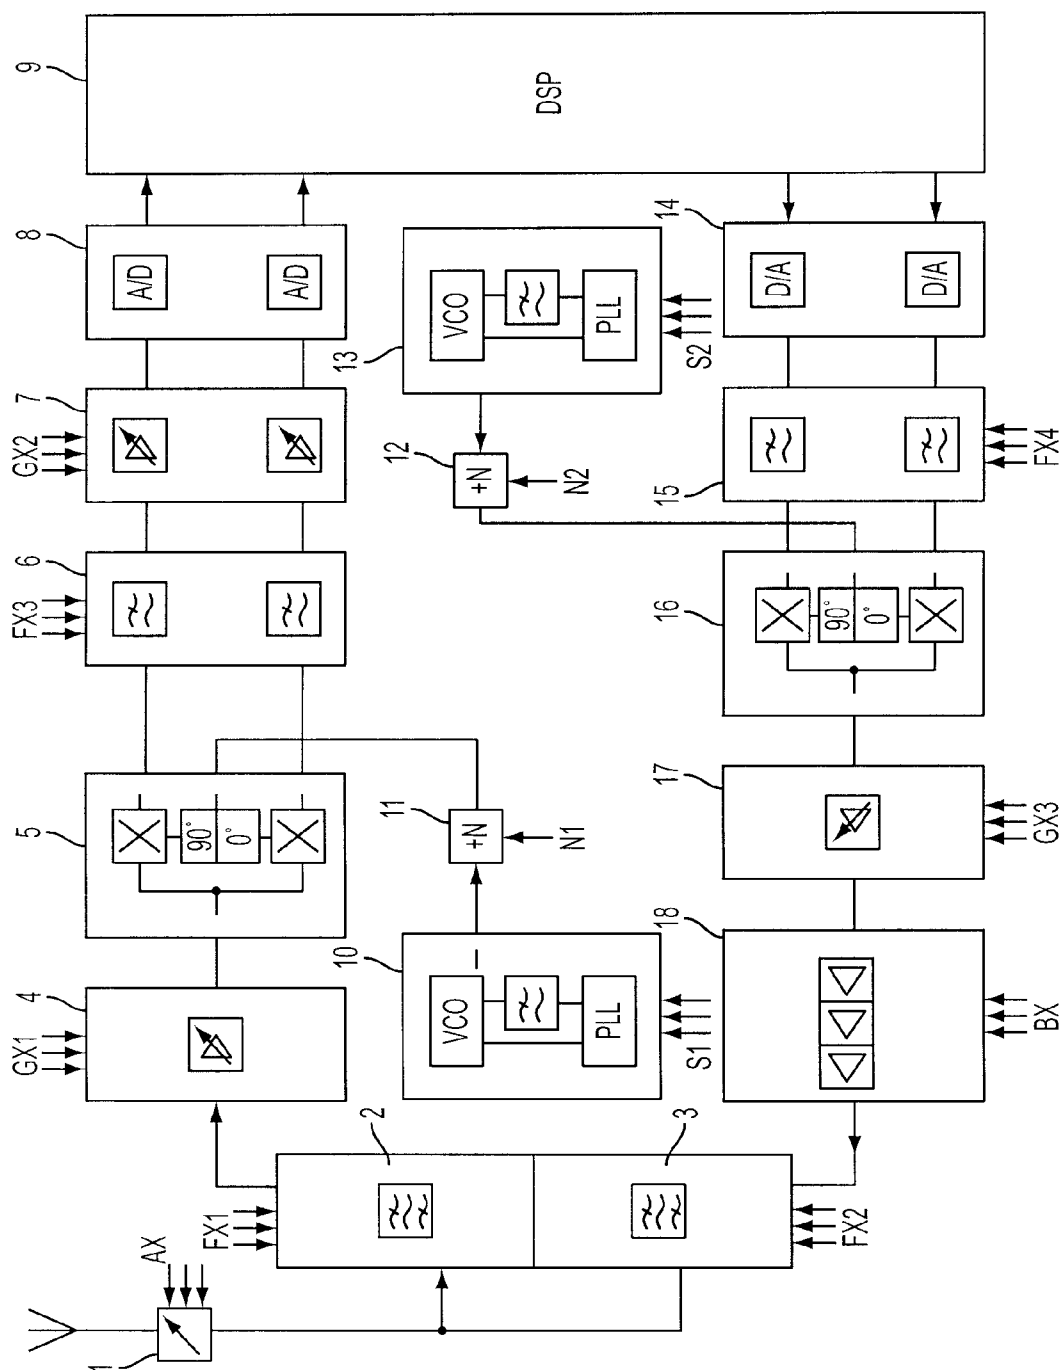 GX1
4
5
FX3
6
GX2
7
8
9
1
AX
FX1
90°
0°
A/D
A/D
2
10
VCO
PLL
S1
11
+N
N1
12
+N
N2
13
VCO
PLL
S2
DSP
3
FX2
18
BX
17
GX3
16
90°
0°
15
FX4
14
D/A
D/A